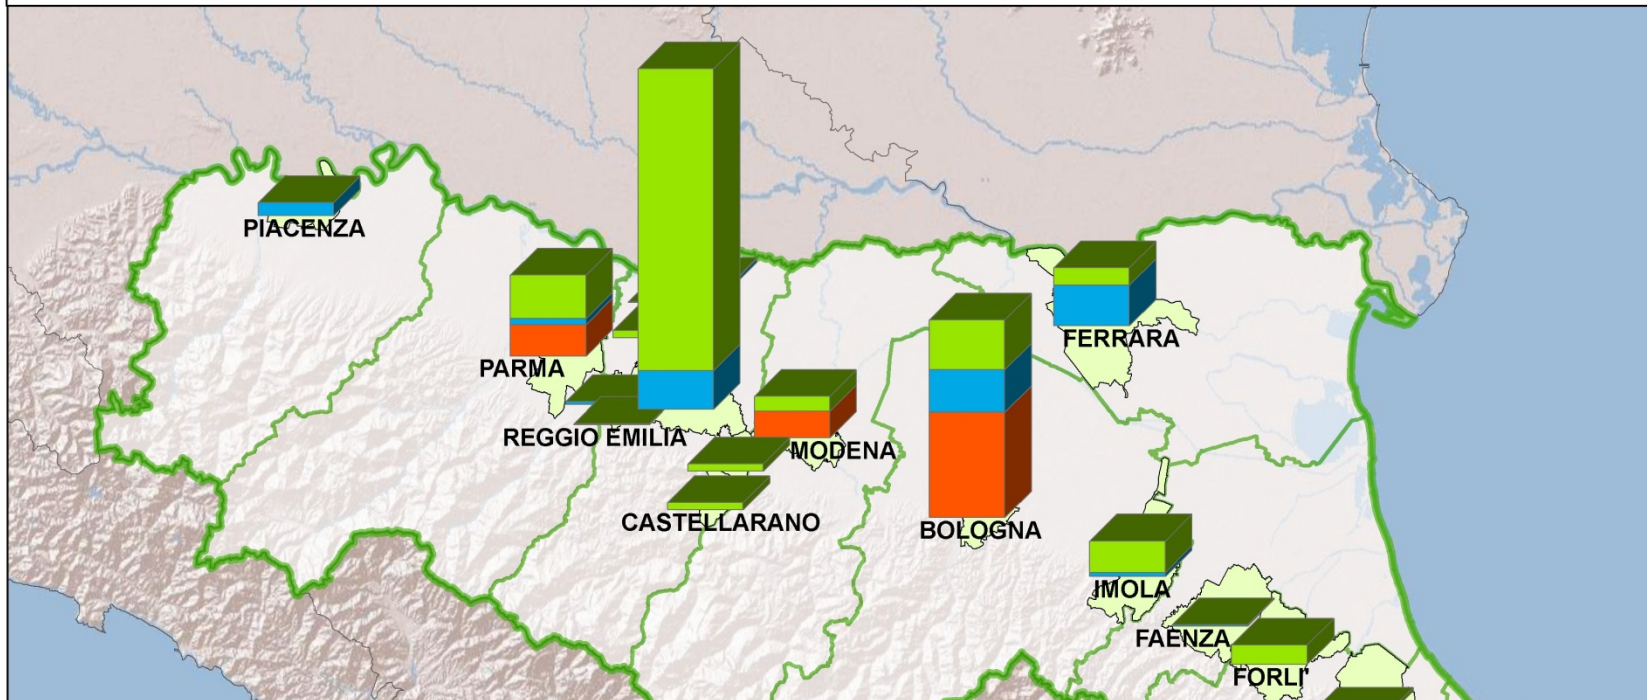 PIACENZA
FERRARA
PARMA
REGGIO EMILIA
MODENA
CASTELLARANO
BOLOGNA
IMOLA
FAENZA
FORLI'